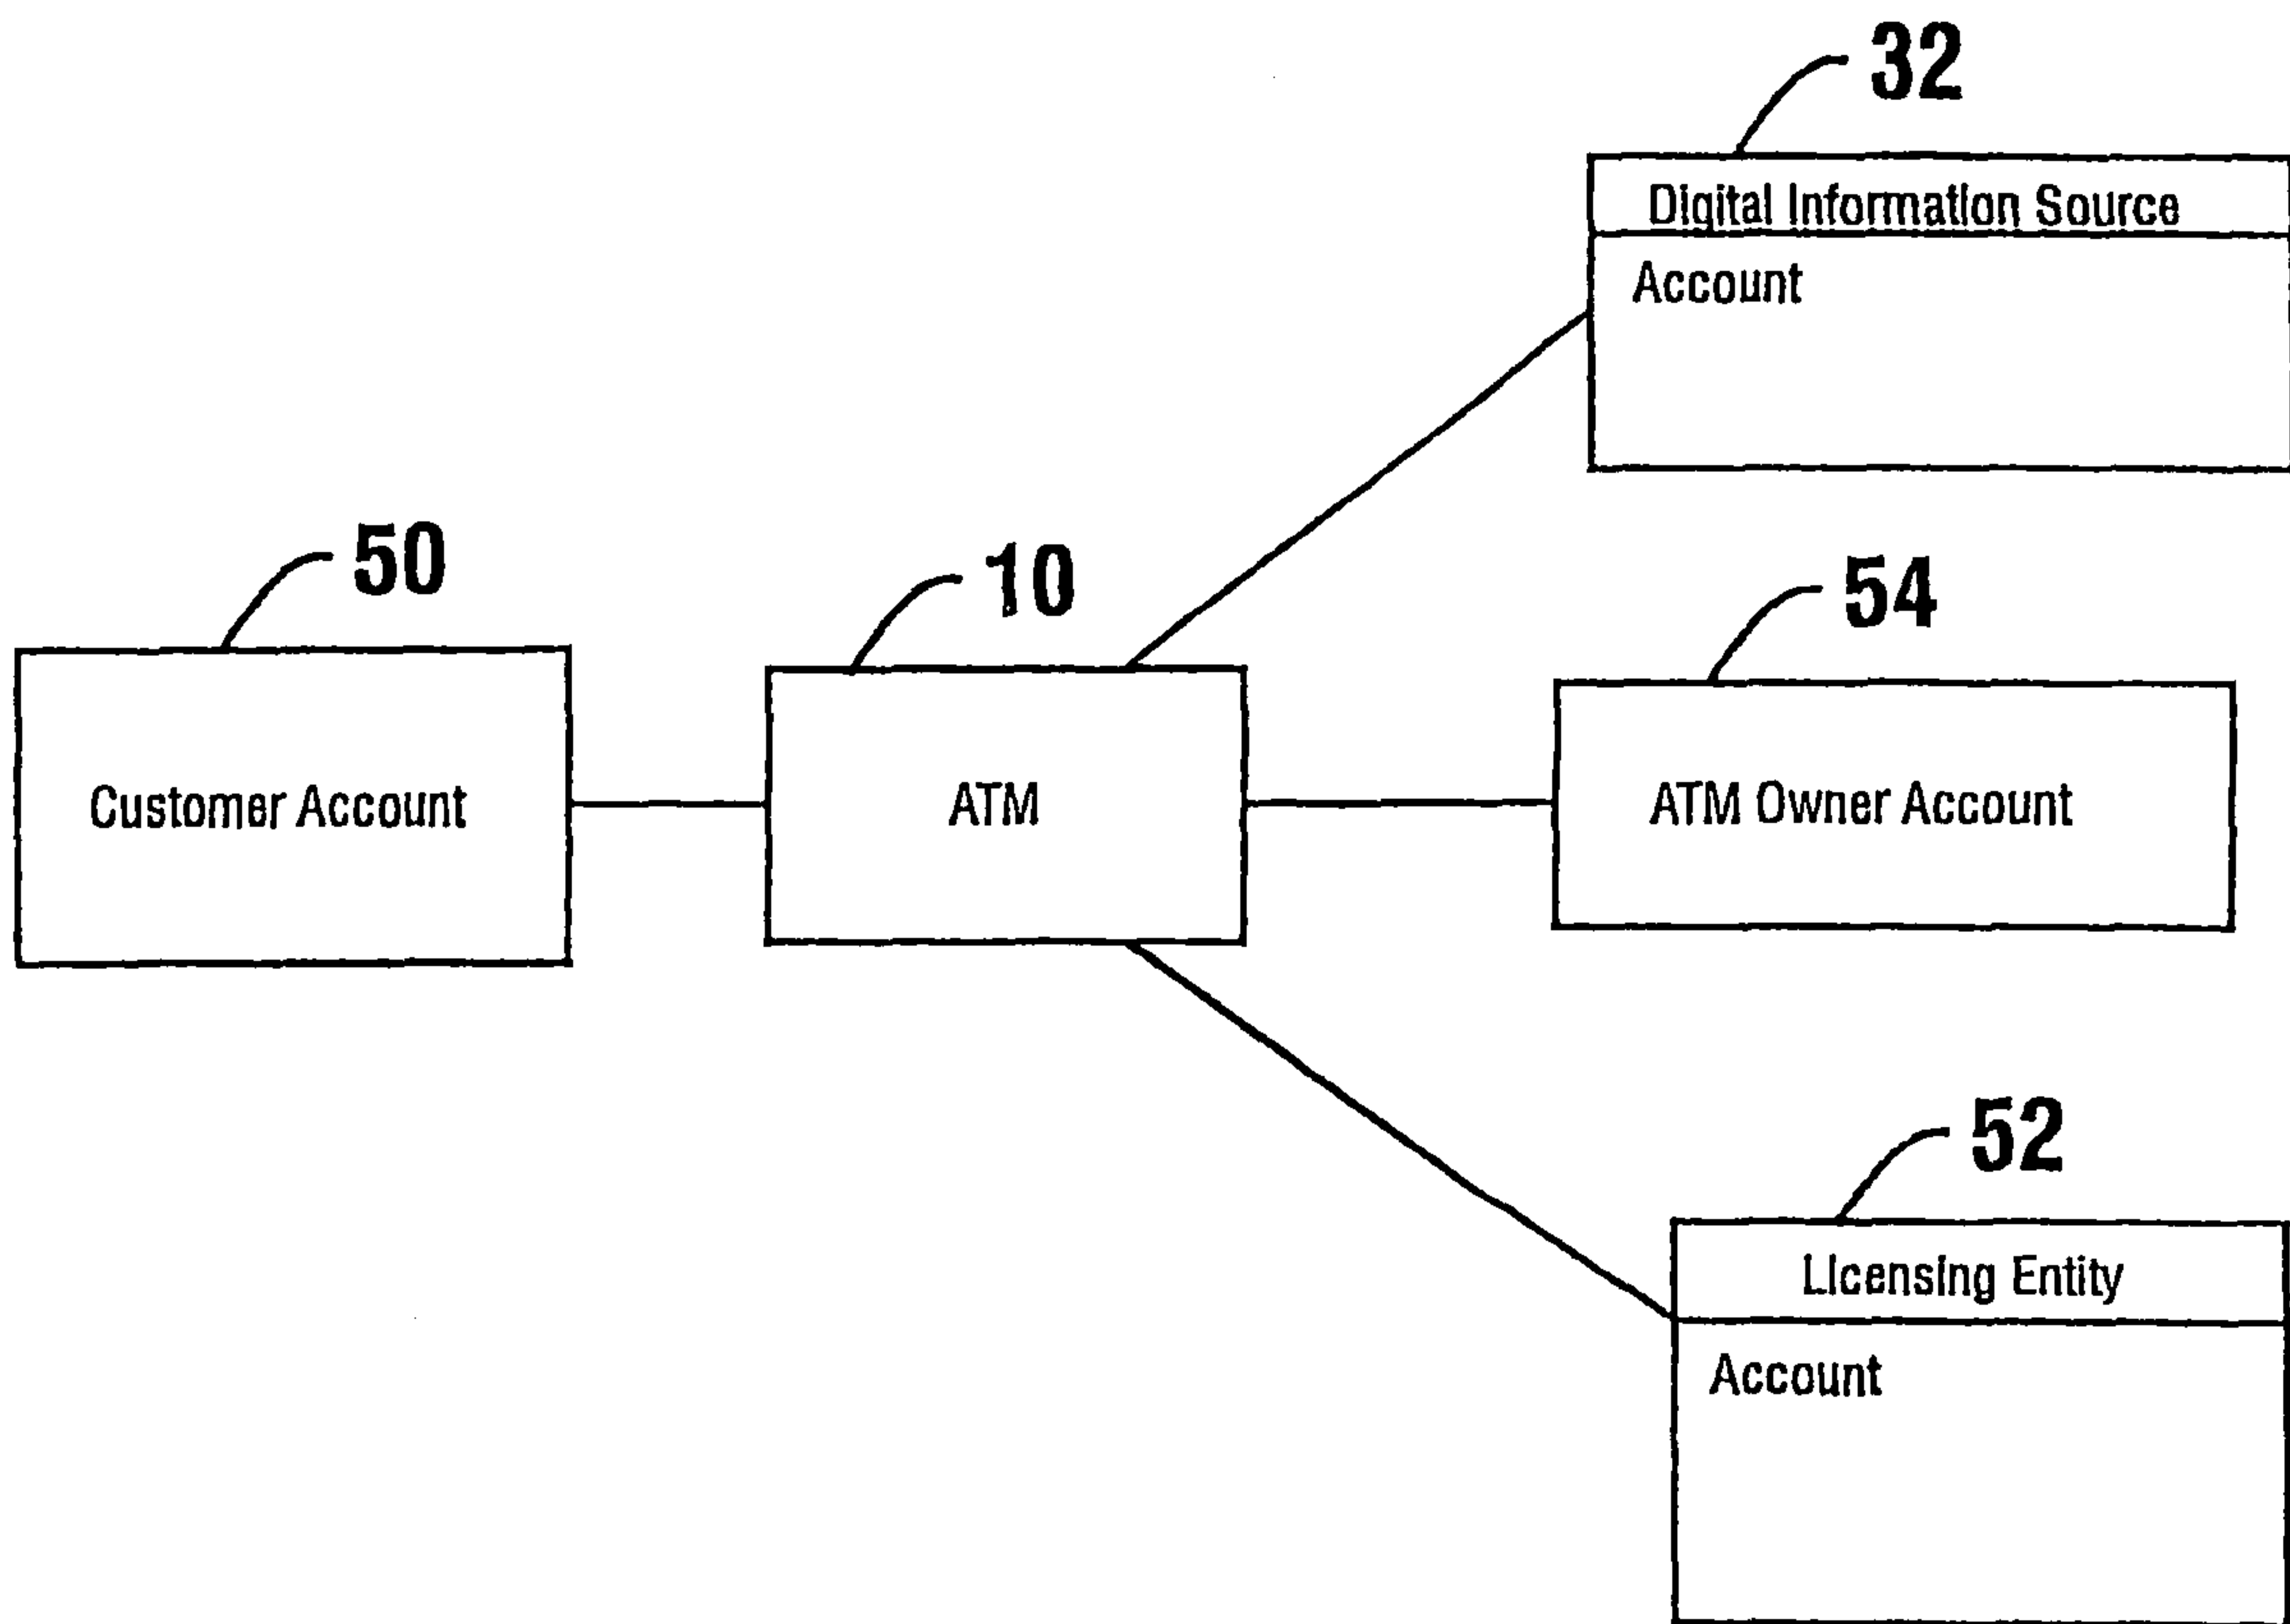 32
Digital Information Source
Account
50
10
54
Customer Account
ATM
ATM Owner Account
52
Licensing Entity
Account